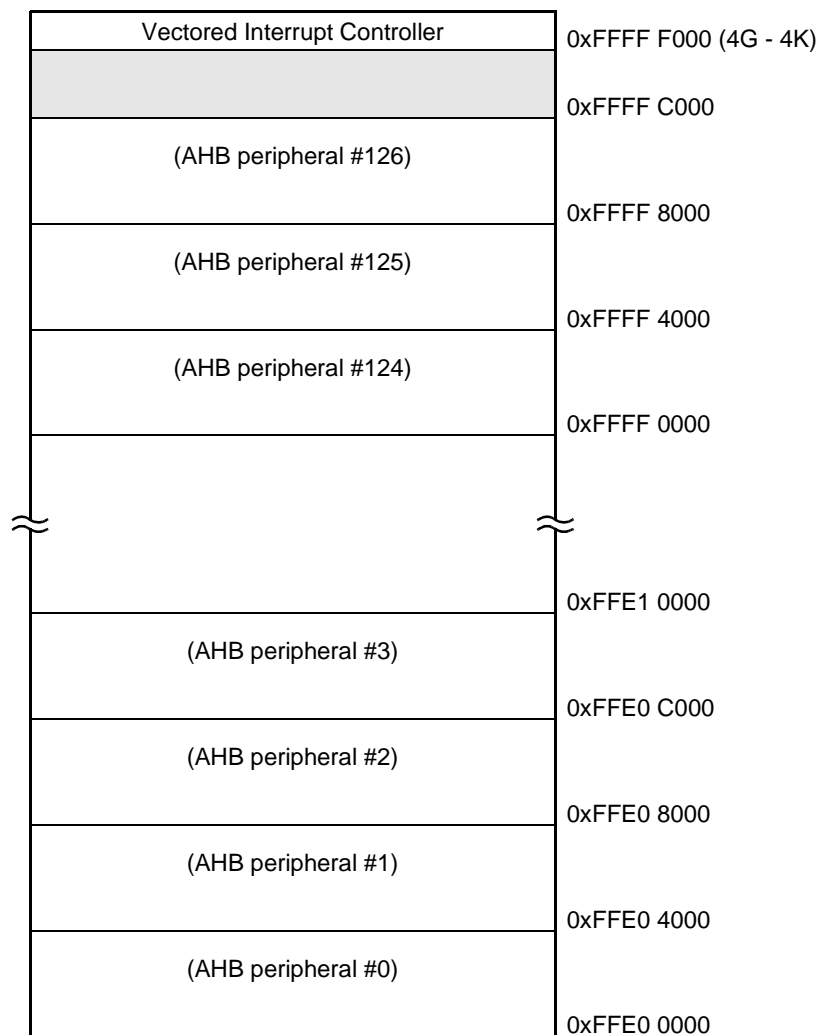 Vectored Interrupt Controller
0xFFFF F000 (4G - 4K)
0xFFFF C000
(AHB peripheral #126)
0xFFFF 8000
(AHB peripheral #125)
0xFFFF 4000
(AHB peripheral #124)
0xFFFF 0000
0xFFE1 0000
(AHB peripheral #3)
0xFFE0 C000
(AHB peripheral #2)
0xFFE0 8000
(AHB peripheral #1)
0xFFE0 4000
(AHB peripheral #0)
0xFFE0 0000